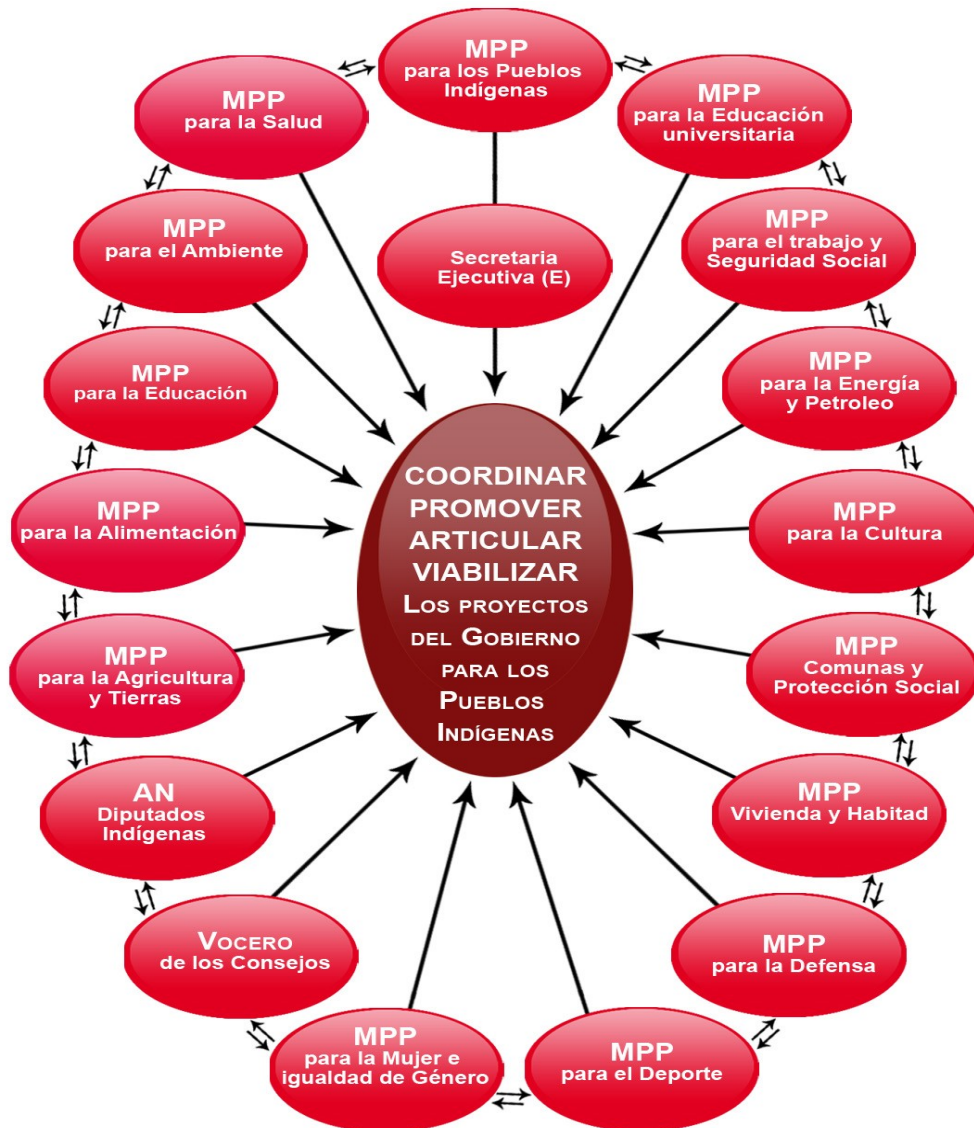 MPP
para los Pueblos
Indígenas
MPP
para la Educación
universitaria
MPP
para el trabajo y
Seguridad Social
MPP
para la Energía
y Petroleo
MPP
para la Cultura
MPP
Comunas y
Protección Social
MPP
Vivienda y Habitad
MPP
para la Defensa
MPP
para el Deporte
MPP
para la Mujer e
igualdad de Género
VOCERO
de los Consejos
AN
Diputados
Indígenas
MPP
para la Agricultura
y Tierras
MPP
para la Alimentación
MPP
para la Educación
MPP
para el Ambiente
MPP
para la Salud
Secretaria
Ejecutiva (E)
COORDINAR
PROMOVER
ARTICULAR
VIABILIZAR
LOS PROYECTOS
DEL GOBIERNO
PARA LOS
PUEBLOS
INDÍGENAS